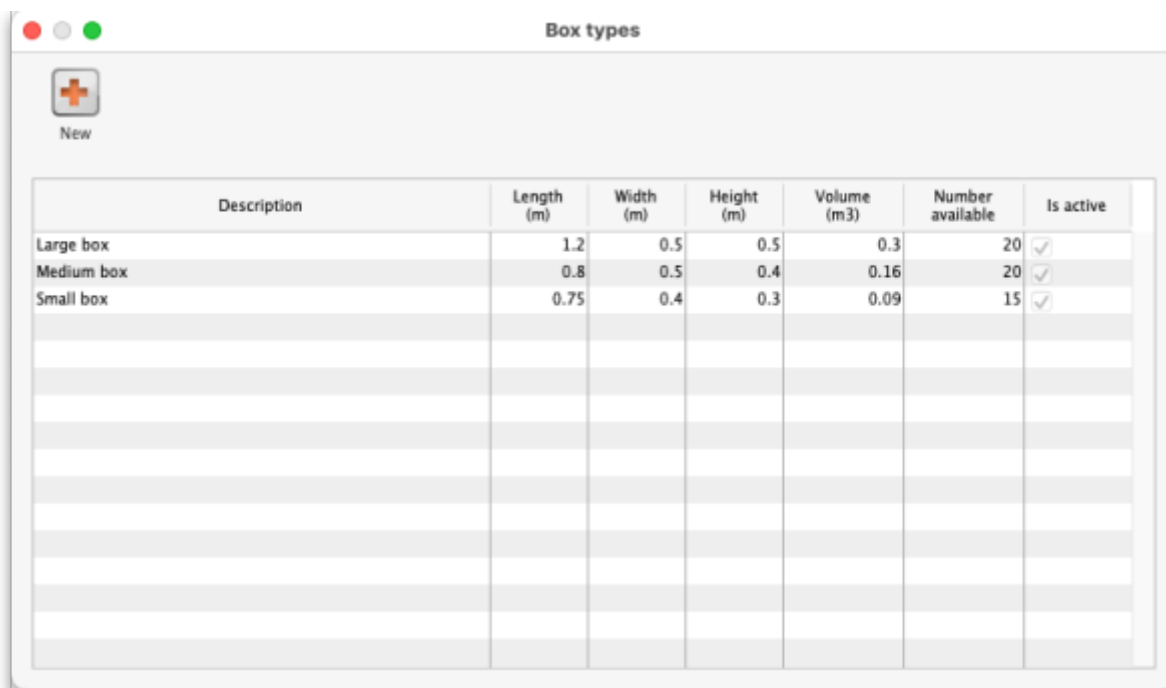 Box types
New
Description Length (m) Width (m) Height (m) Volume (m3) Number available Is active
Large box 1.2 0.5 0.5 0.3 20
Medium box 0.8 0.5 0.4 0.16 20
Small box 0.75 0.4 0.3 0.09 15